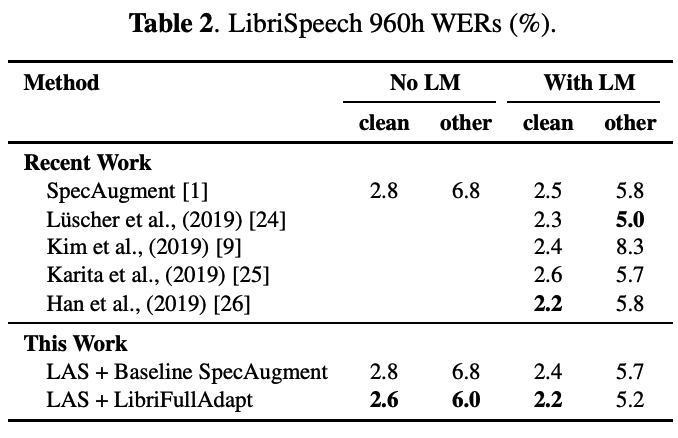 Table 2. LibriSpeech 960h WERs (%).
Method No LM With LM
clean other clean other
Recent Work
SpecAugment [1] 2.8 6.8 2.5 5.8
Lüscher et al., (2019) [24] 2.3 5.0
Kim et al., (2019) [9] 2.4 8.3
Karita et al., (2019) [25] 2.6 5.7
Han et al., (2019) [26] 2.2 5.8
This Work
LAS + Baseline SpecAugment 2.8 6.8 2.4 5.7
LAS + LibriFullAdapt 2.6 6.0 2.2 5.2